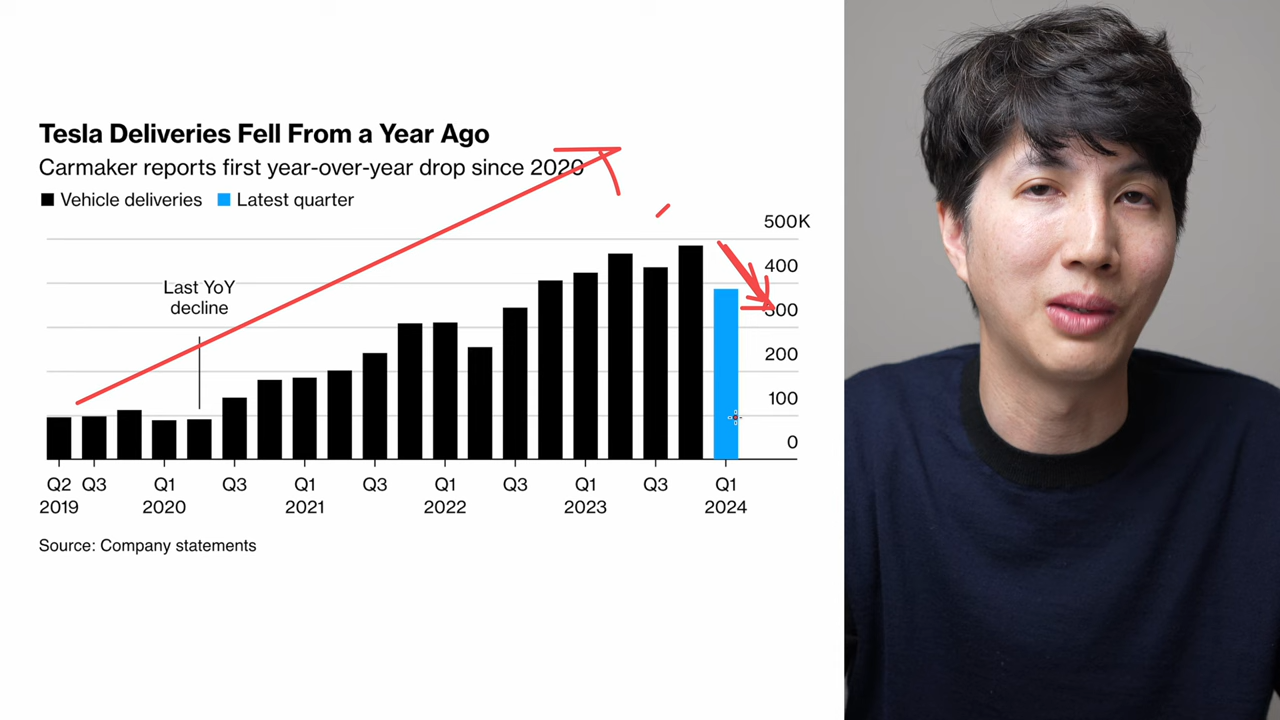 Tesla Deliveries Fell From a Year Ago
Carmaker reports first year-over-year drop since 2020
Vehicle deliveries Latest quarter
500K
400
300
200
100
0
Last YoY
decline
Q2 Q3 Q1 Q3 Q1 Q3 Q1 Q3 Q1 Q3 Q1
2019 2020 2021 2022 2023 2024
Source: Company statements